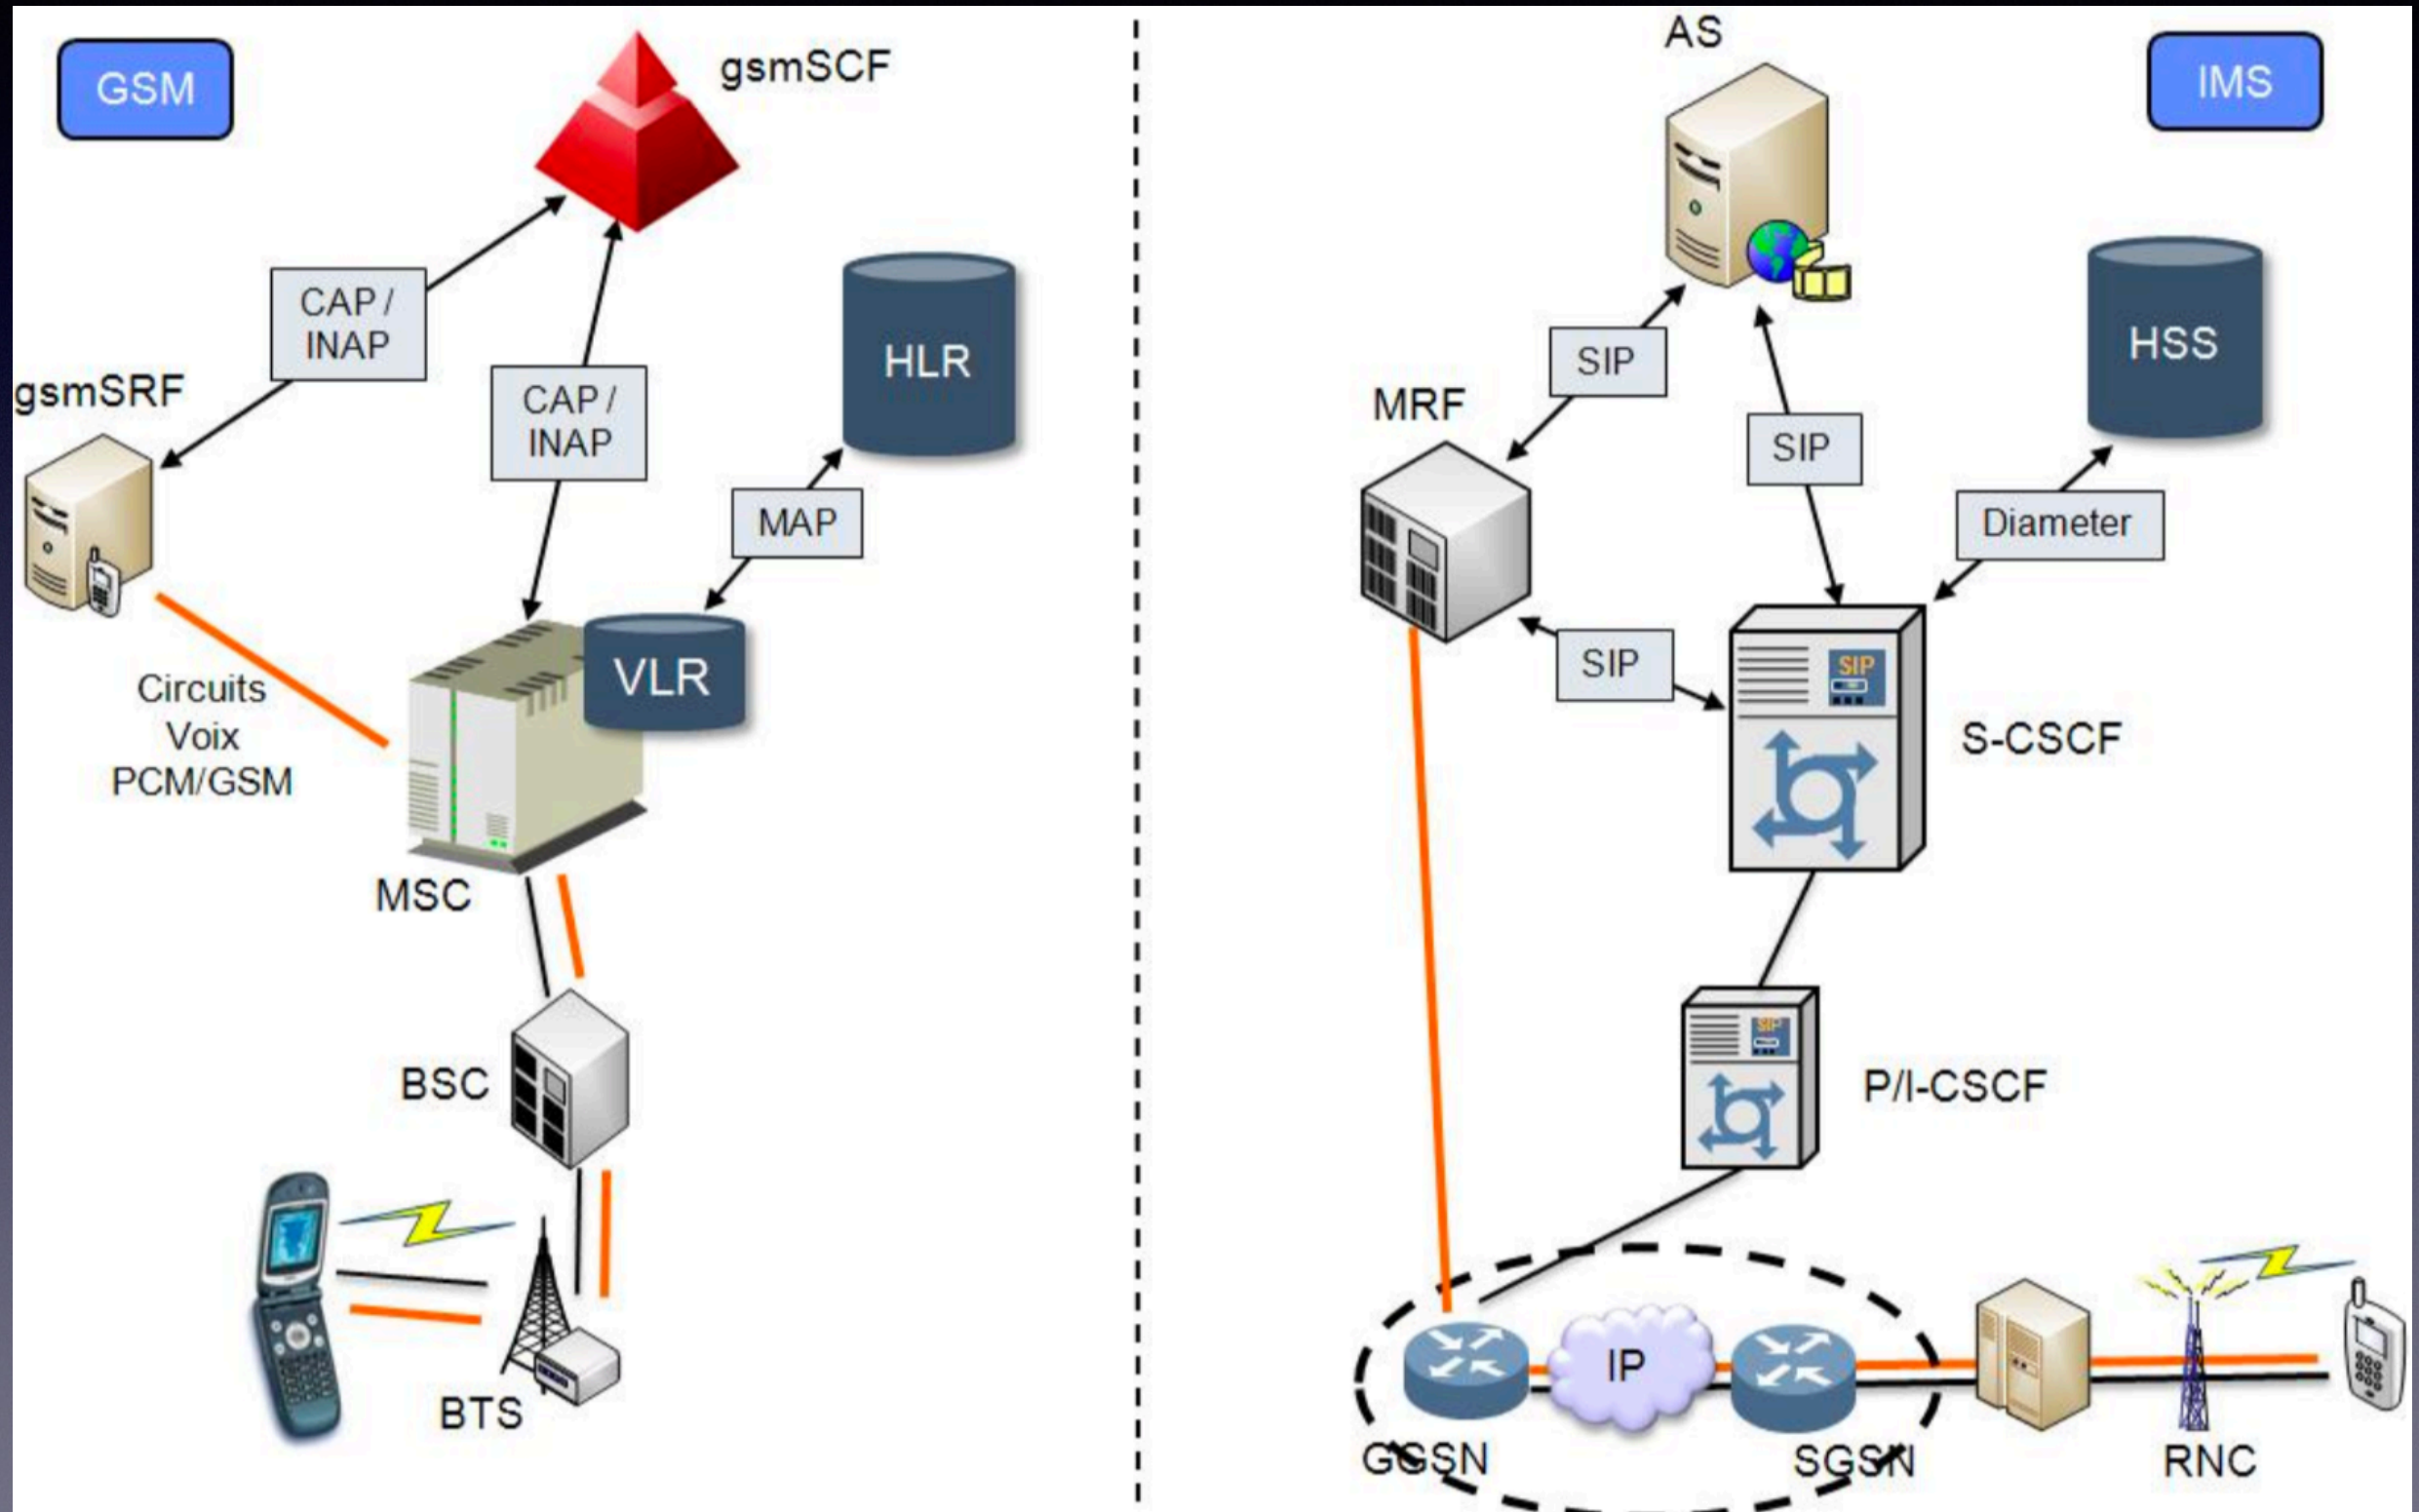 GSM
gsmSCF
CAP /
INAP
gsmSRF
CAP /
INAP
HLR
MAP
VLR
Circuits
Voix
PCM/GSM
MSC
BSC
BTS
AS
IMS
SIP
HSS
MRF
SIP
Diameter
SIP
SIP
S-CSCF
SIP
P/I-CSCF
IP
GGSN
SGSN
RNC